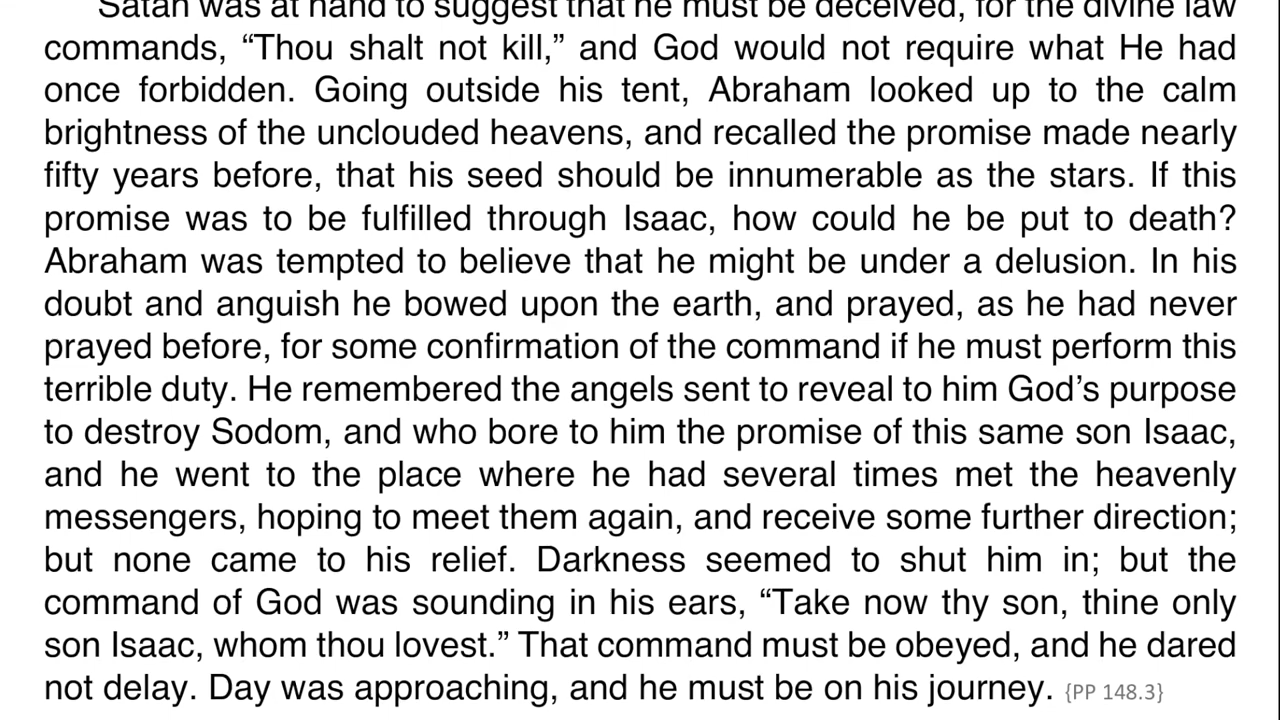 Satan was at hand to suggest that he must be deceived, for the divine law
commands, “Thou shalt not kill,” and God would not require what He had
once forbidden. Going outside his tent, Abraham looked up to the calm
brightness of the unclouded heavens, and recalled the promise made nearly
fifty years before, that his seed should be innumerable as the stars. If this
promise was to be fulfilled through Isaac, how could he be put to death?
Abraham was tempted to believe that he might be under a delusion. In his
doubt and anguish he bowed upon the earth, and prayed, as he had never
prayed before, for some confirmation of the command if he must perform this
terrible duty. He remembered the angels sent to reveal to him God’s purpose
to destroy Sodom, and who bore to him the promise of this same son Isaac,
and he went to the place where he had several times met the heavenly
messengers, hoping to meet them again, and receive some further direction;
but none came to his relief. Darkness seemed to shut him in; but the
command of God was sounding in his ears, “Take now thy son, thine only
son Isaac, whom thou lovest.” That command must be obeyed, and he dared
not delay. Day was approaching, and he must be on his journey. {PP 148.3}